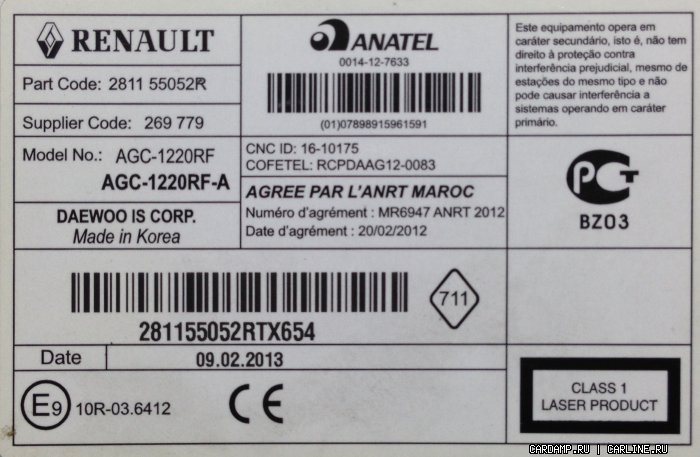 RENAULT
Part Code: 2811 55052R
Supplier Code: 269 779
Model No.: AGC-1220RF
AGC-1220RF-A
DAEWOO IS CORP.
Made in Korea
ANATEL
0014-12-7633
(01)07898915961591
CNC ID: 16-10175
COFETEL: RCPDAAG12-0083
AGREE PAR L'ANRT MAROC
Numéro d'agrément : MR6947 ANRT 2012
Date d'agrément : 20/02/2012
Este equipamento opera em
caráter secundário, isto é, não tem
direito à proteção contra
interferência prejudicial, mesmo de
estações do mesmo tipo e não
pode causar interferência a
sistemas operando em caráter
primário.
РСТ
BZ03
281155052RTX654
711
Date 09.02.2013
E9 10R-03.6412
CE
CLASS 1
LASER PRODUCT
CARDAMP.RU | CARLINE.RU